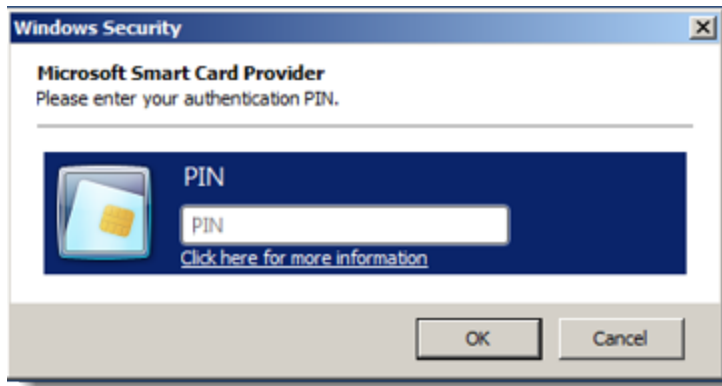 Windows Security
Microsoft Smart Card Provider
Please enter your authentication PIN.
PIN
PIN
Click here for more information
OK
Cancel